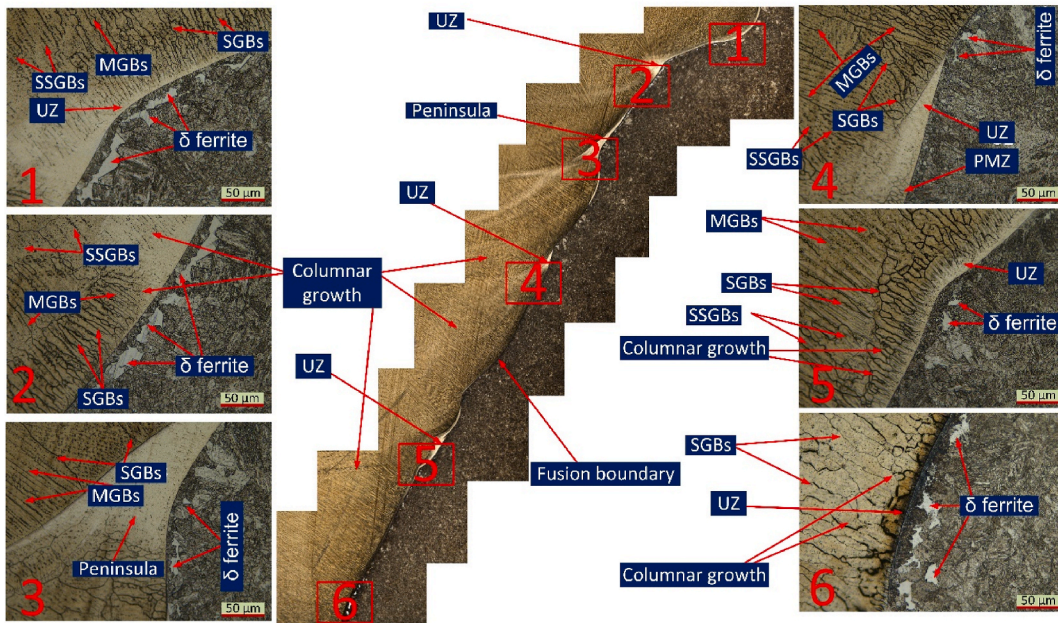 SGBs
MGBs
SSGBs
UZ
δ ferrite
1
50 µm
SSGBs
MGBs
δ ferrite
SGBs
2
50 µm
SGBs
MGBs
Peninsula
δ ferrite
3
50 µm
UZ
1
2
Peninsula
3
UZ
4
Columnar
growth
UZ
5
Fusion boundary
6
δ ferrite
MGBs
SGBs
UZ
SSGBs
PMZ
4
50 µm
MGBs
UZ
SGBs
SSGBs
δ ferrite
Columnar growth
5
50 µm
SGBs
UZ
δ ferrite
Columnar growth
6
50 µm